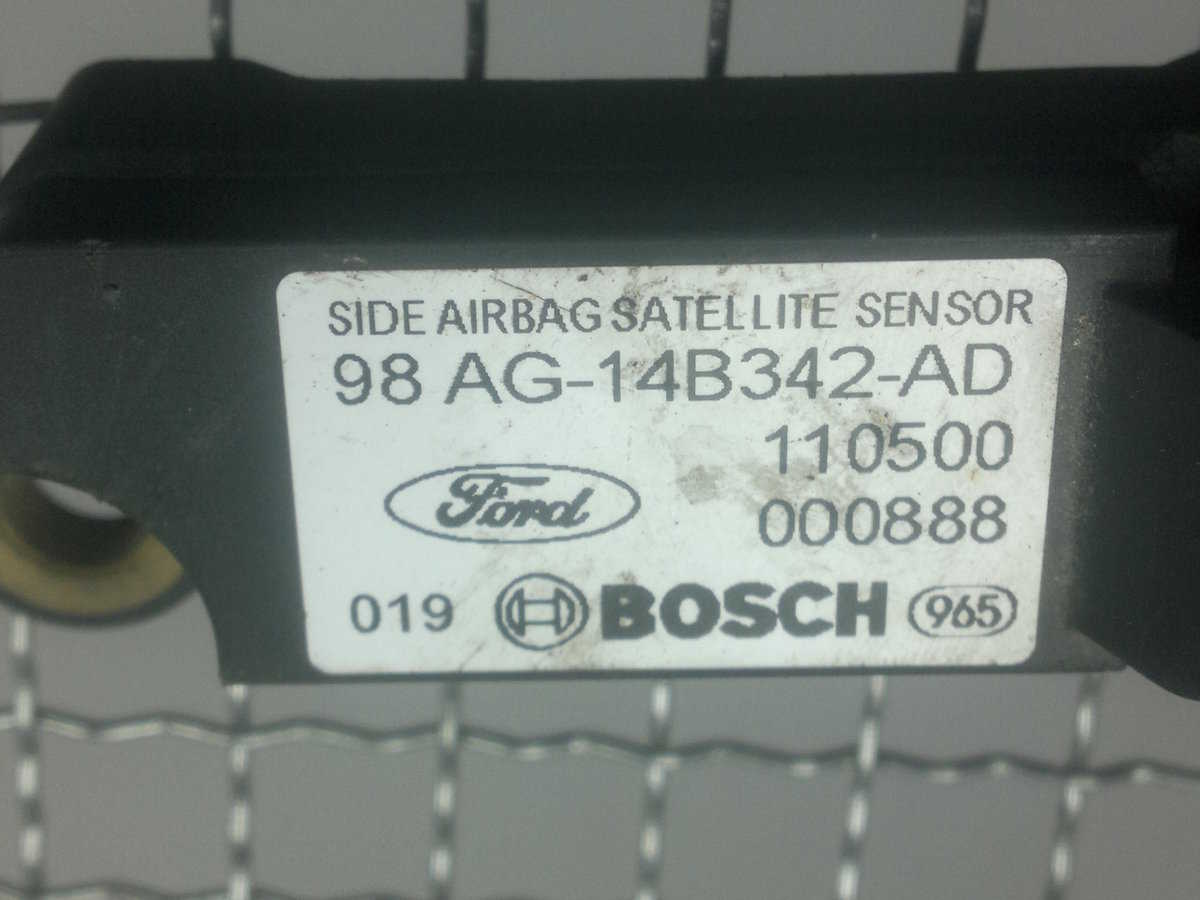 SIDE AIRBAG SATELLITE SENSOR
98 AG-14B342-AD
110500
Ford
000888
019 BOSCH 965